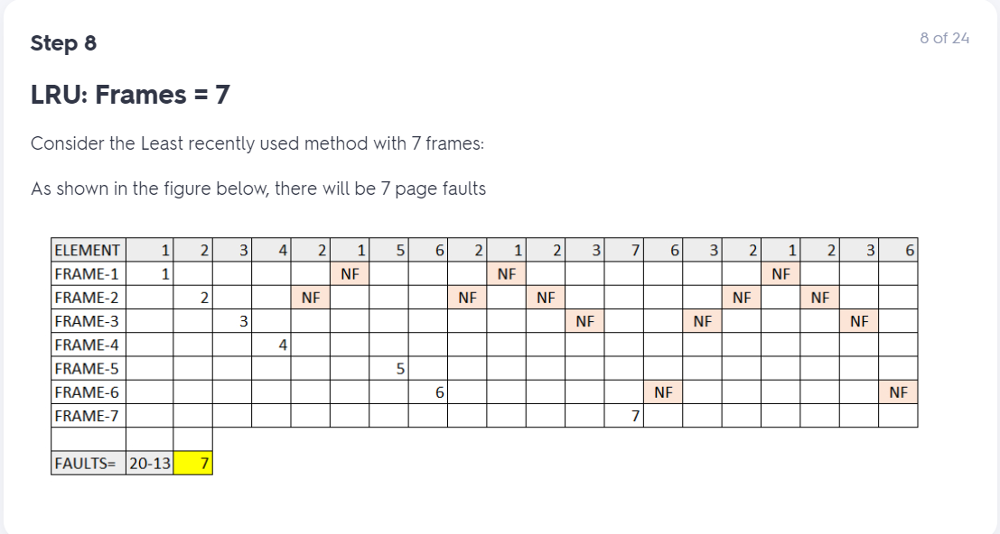 Step 8
8 of 24
LRU: Frames = 7
Consider the Least recently used method with 7 frames:
As shown in the figure below, there will be 7 page faults
ELEMENT 1 2 3 4 2 1 5 6 2 1 2 3 7 6 3 2 1 2 3 6
FRAME-1 1 NF NF NF
FRAME-2 2 NF NF NF NF NF
FRAME-3 3 NF NF NF
FRAME-4 4
FRAME-5 5
FRAME-6 6 NF NF
FRAME-7 7
FAULTS= 20-13 7